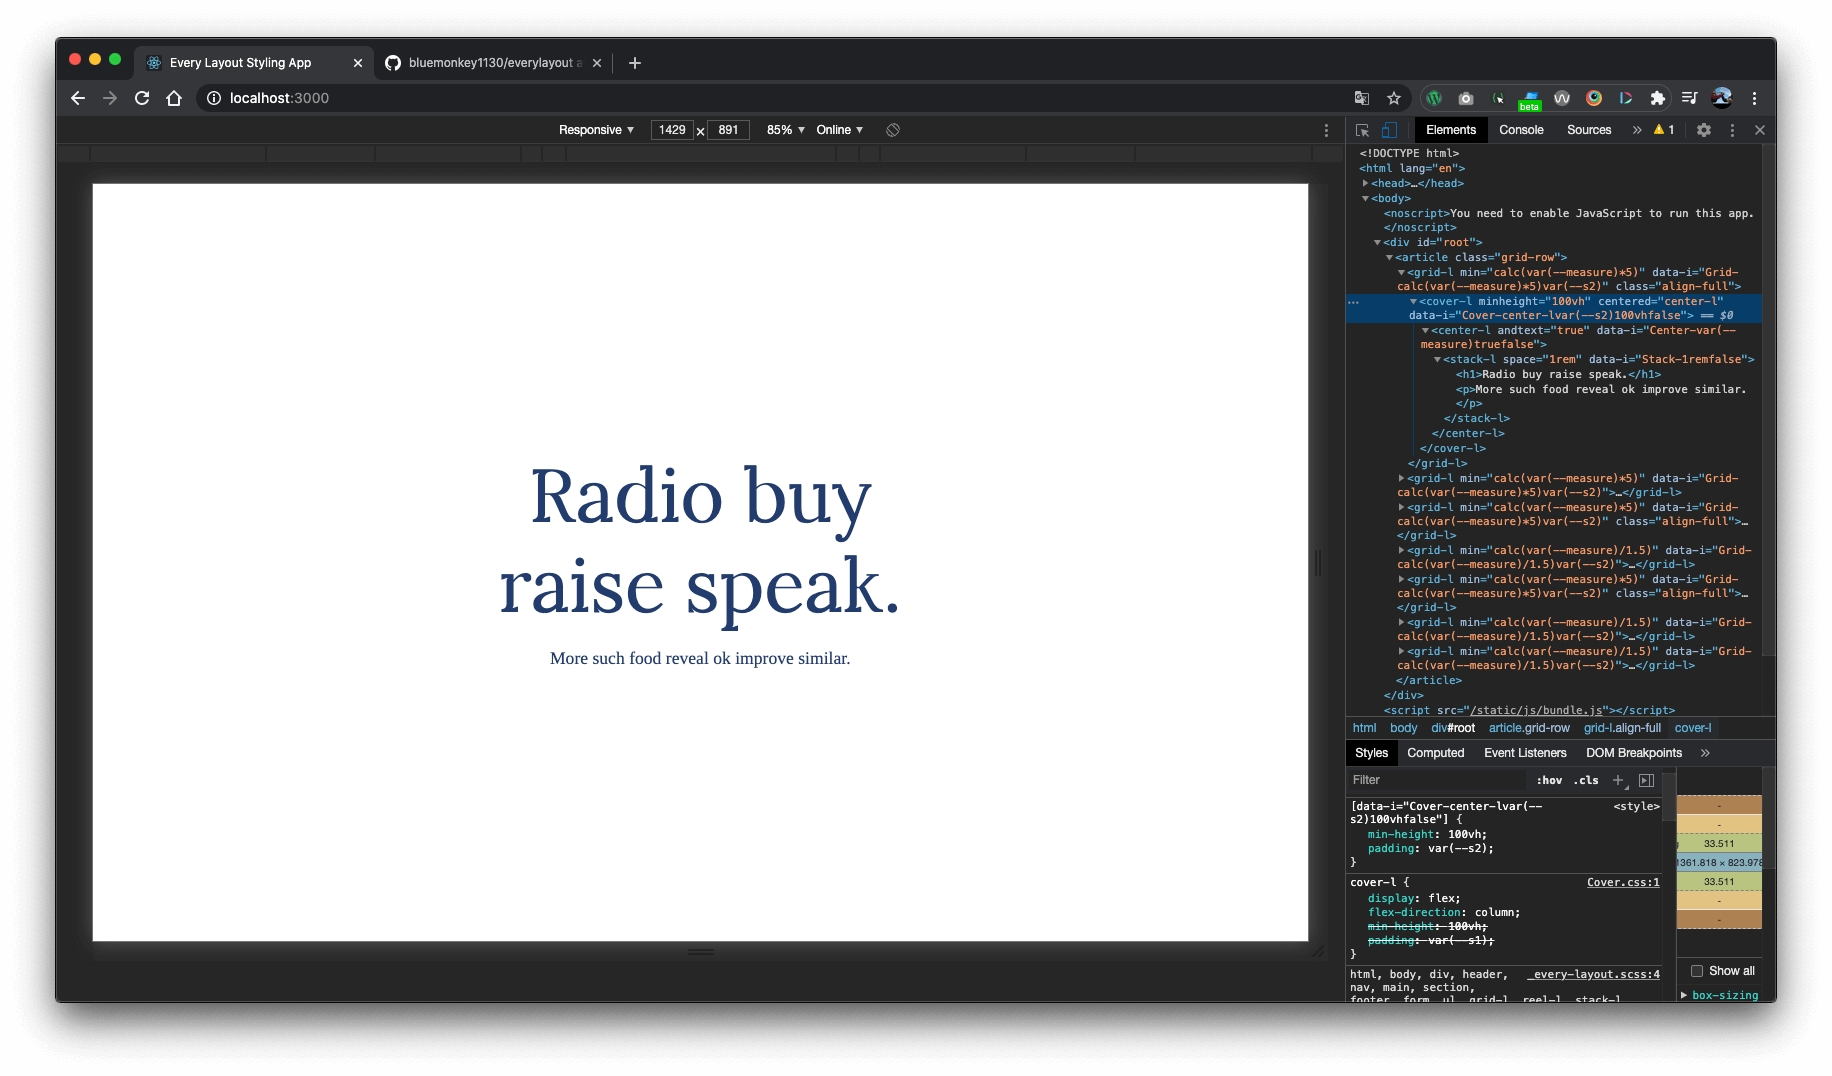 Every Layout Styling App
bluemonkey1130/everylayout a
localhost:3000
beta
Responsive 1429 x 891 85% Online
Elements Console Sources » 1
<!DOCTYPE html>
<html lang="en">
<head>…</head>
<body>
<noscript>You need to enable JavaScript to run this app.
</noscript>
<div id="root">
<article class="grid-row">
<grid-l min="calc(var(--measure)*5)" data-i="Grid-
calc(var(--measure)*5)var(--s2)" class="align-full">
<cover-l minheight="100vh" centered="center-l"
data-i="Cover-center-lvar(--s2)100vhfalse"> == $0
<center-l andtext="true" data-i="Center-var(--
measure)truefalse">
<stack-l space="1rem" data-i="Stack-1remfalse">
<h1>Radio buy raise speak.</h1>
<p>More such food reveal ok improve similar.
</p>
</stack-l>
</center-l>
</cover-l>
</grid-l>
<grid-l min="calc(var(--measure)*5)" data-i="Grid-
calc(var(--measure)*5)var(--s2)">…</grid-l>
<grid-l min="calc(var(--measure)*5)" data-i="Grid-
calc(var(--measure)*5)var(--s2)" class="align-full">…
</grid-l>
<grid-l min="calc(var(--measure)/1.5)" data-i="Grid-
calc(var(--measure)/1.5)var(--s2)">…</grid-l>
<grid-l min="calc(var(--measure)*5)" data-i="Grid-
calc(var(--measure)*5)var(--s2)" class="align-full">…
</grid-l>
<grid-l min="calc(var(--measure)/1.5)" data-i="Grid-
calc(var(--measure)/1.5)var(--s2)">…</grid-l>
<grid-l min="calc(var(--measure)/1.5)" data-i="Grid-
calc(var(--measure)/1.5)var(--s2)">…</grid-l>
</article>
</div>
<script src="/static/js/bundle.js"></script>
Radio buy
raise speak.
More such food reveal ok improve similar.
html body div#root article.grid-row grid-l.align-full cover-l
Styles Computed Event Listeners DOM Breakpoints »
Filter :hov .cls +
[data-i="Cover-center-lvar(-- <style>
s2)100vhfalse"] {
min-height: 100vh;
padding: var(--s2);
}
cover-l { Cover.css:1
display: flex;
flex-direction: column;
min-height: 100vh;
padding: var(--s1);
}
html, body, div, header, _every-layout.scss:4
nav, main, section,
footer, form, ul, grid-l, reel-l, stack-l
-
-
33.511
1361.818 × 823.978
33.511
-
-
Show all
box-sizing